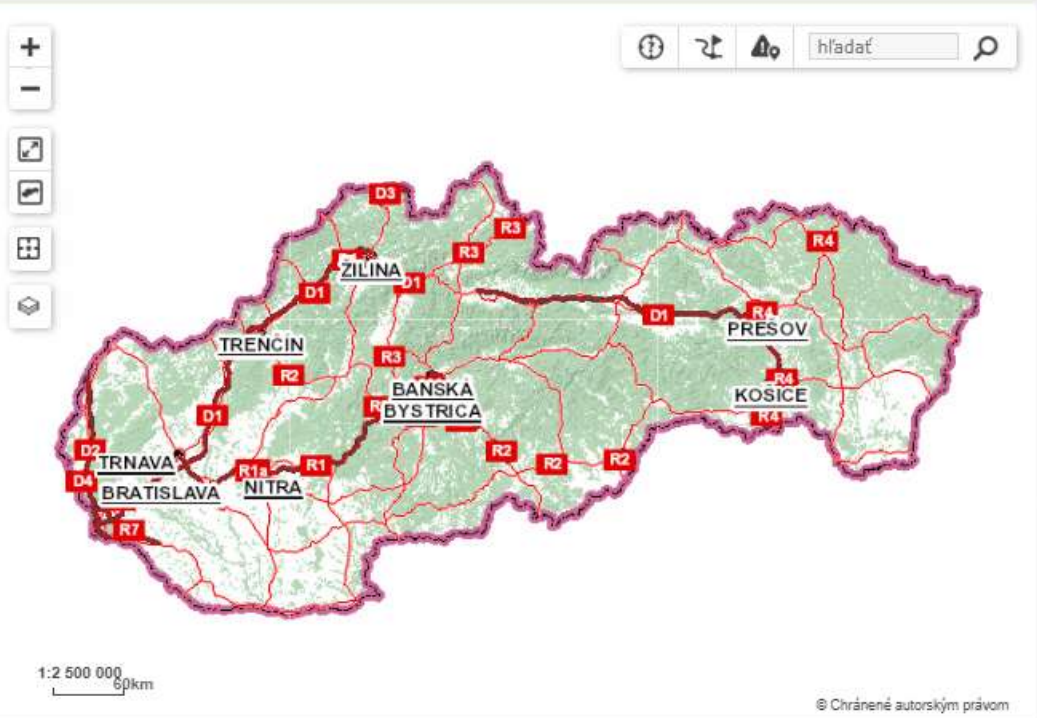 +
−
hľadať
D3
R3
R3
R4
ŽILINA
D1
D1
D1
R4
PREŠOV
TRENČÍN
R3
R2
BANSKÁ
BYSTRICA
R4
KOŠICE
R4
D1
D2
TRNAVA
R2
R2
R2
D4
BRATISLAVA
R1a
R1
NITRA
R7
1:2 500 000
60km
© Chránené autorským právom